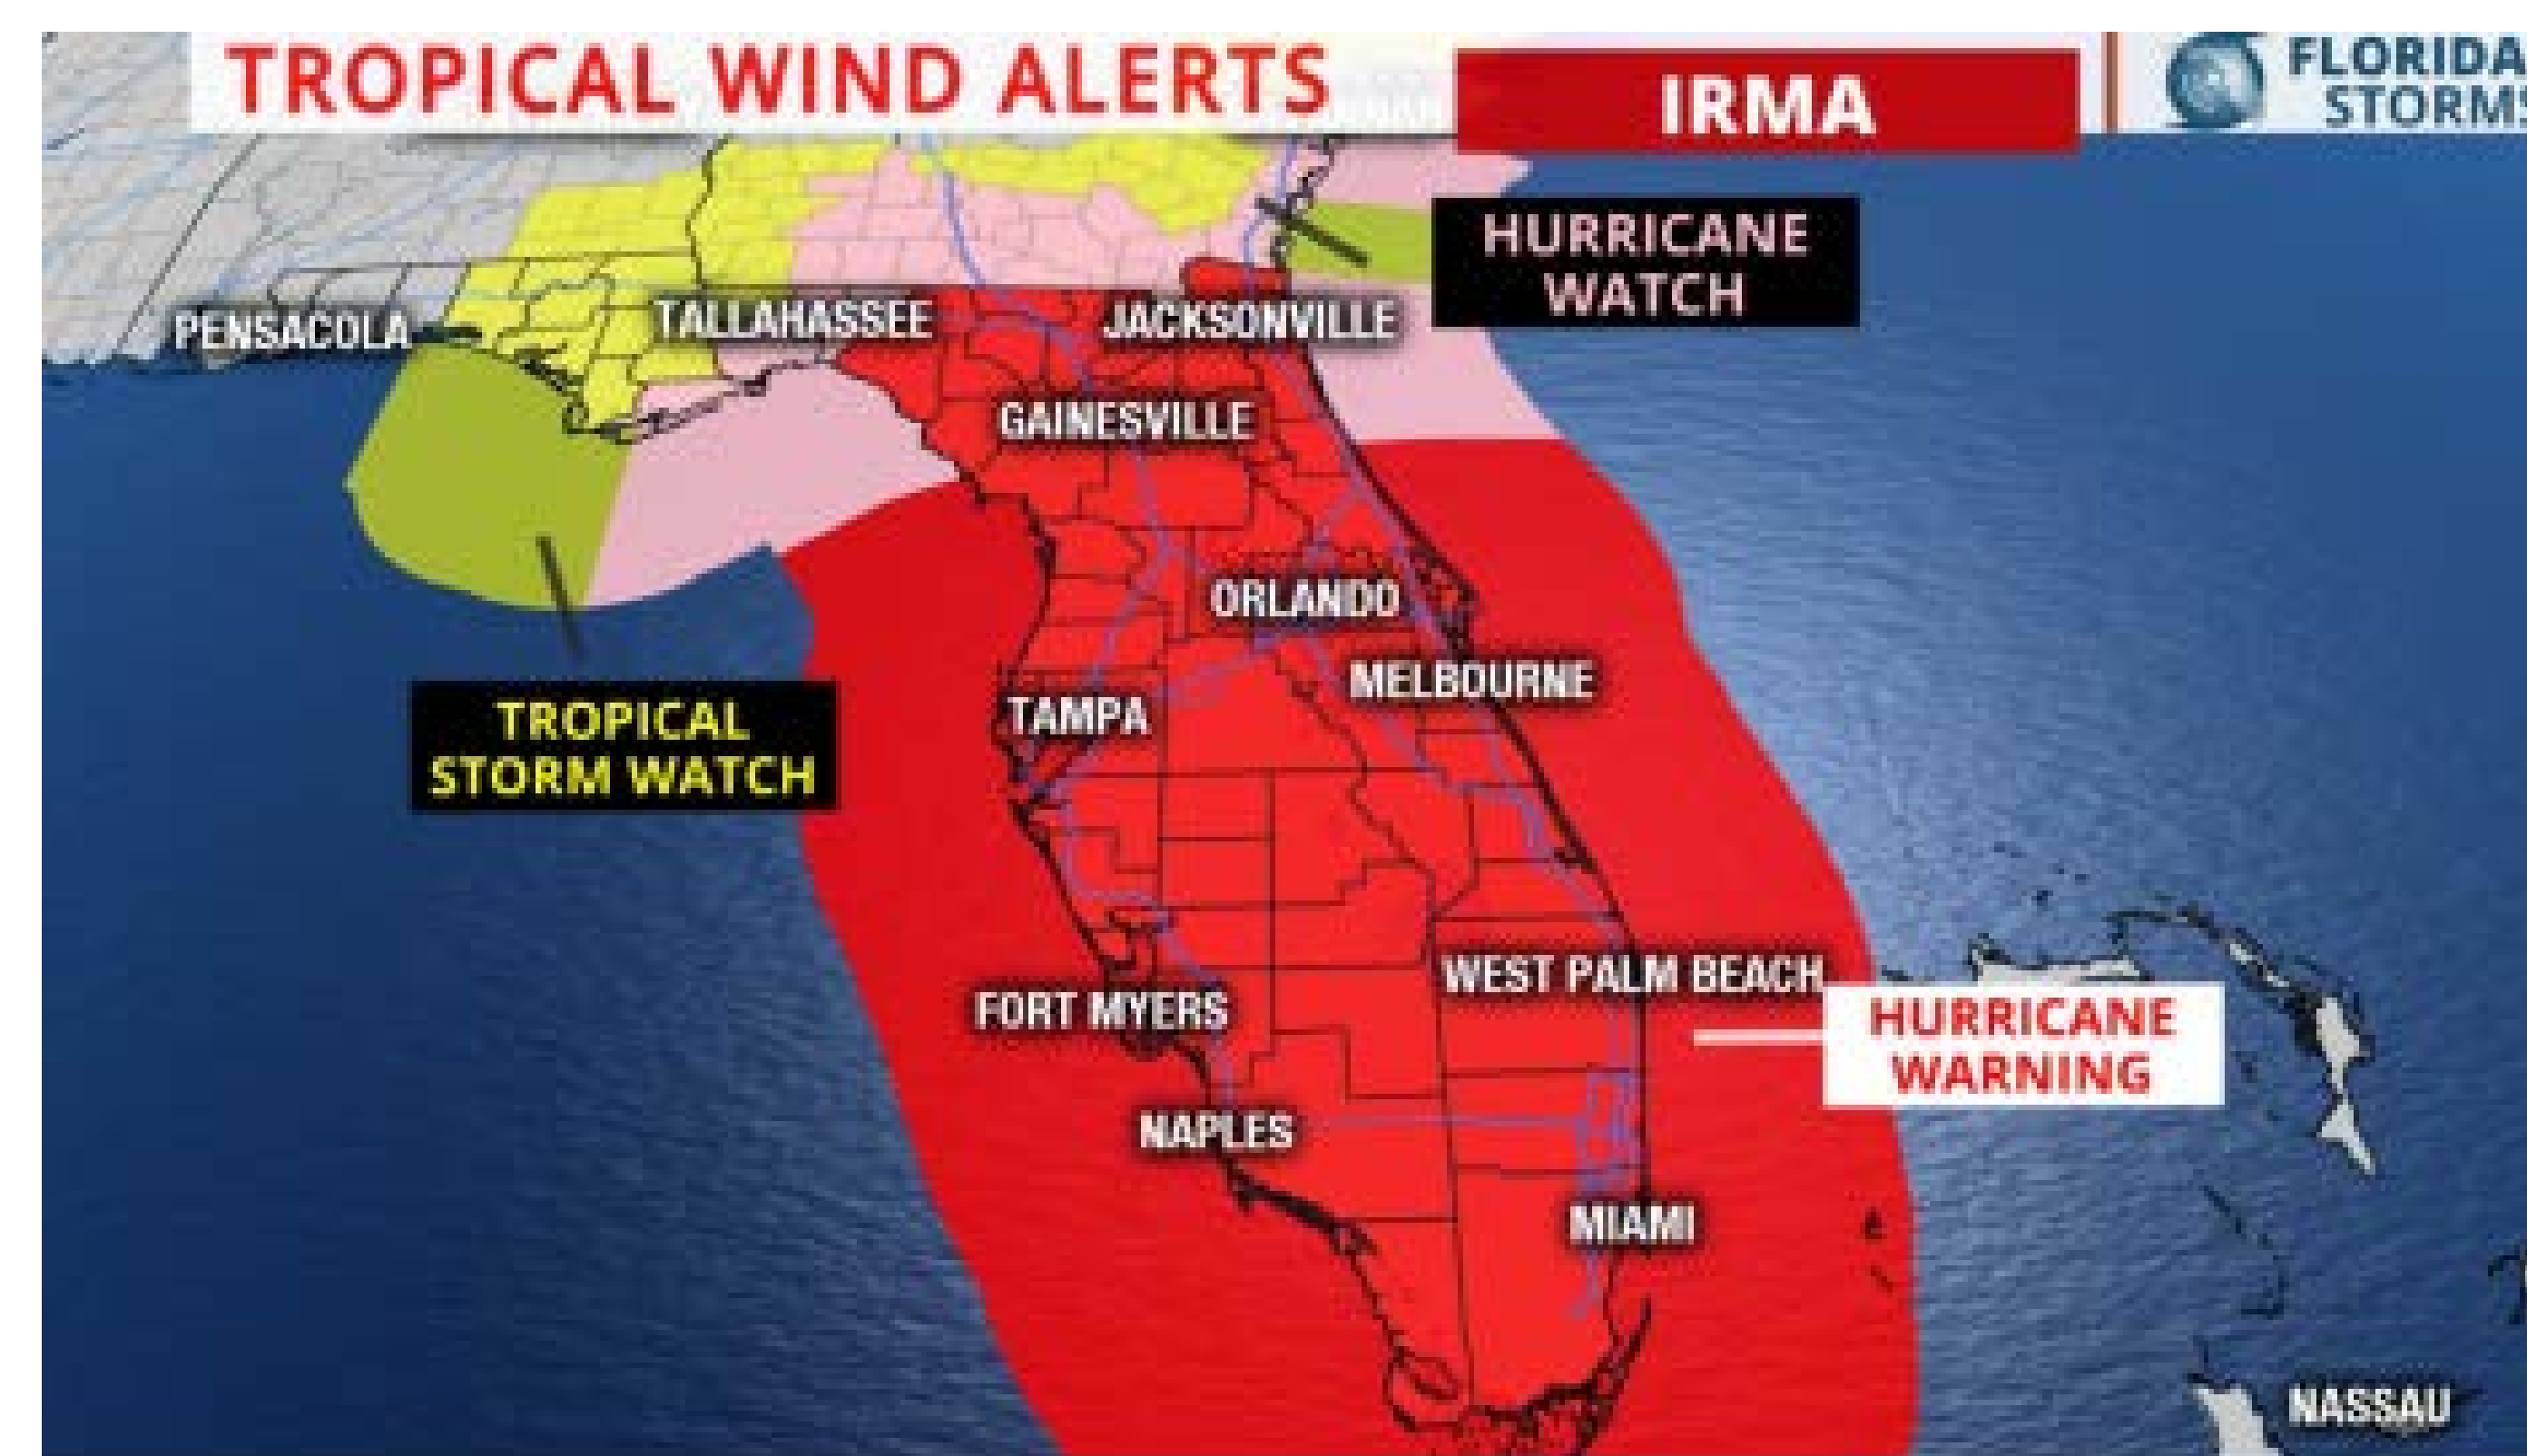 TROPICAL WIND ALERTS
IRMA
FLORIDA
STORMS
HURRICANE
WATCH
PENSACOLA
TALLAHASSEE
JACKSONVILLE
GAINESVILLE
ORLANDO
MELBOURNE
TAMPA
TROPICAL
STORM WATCH
WEST PALM BEACH
FORT MYERS
HURRICANE
WARNING
NAPLES
MIAMI
NASSAU